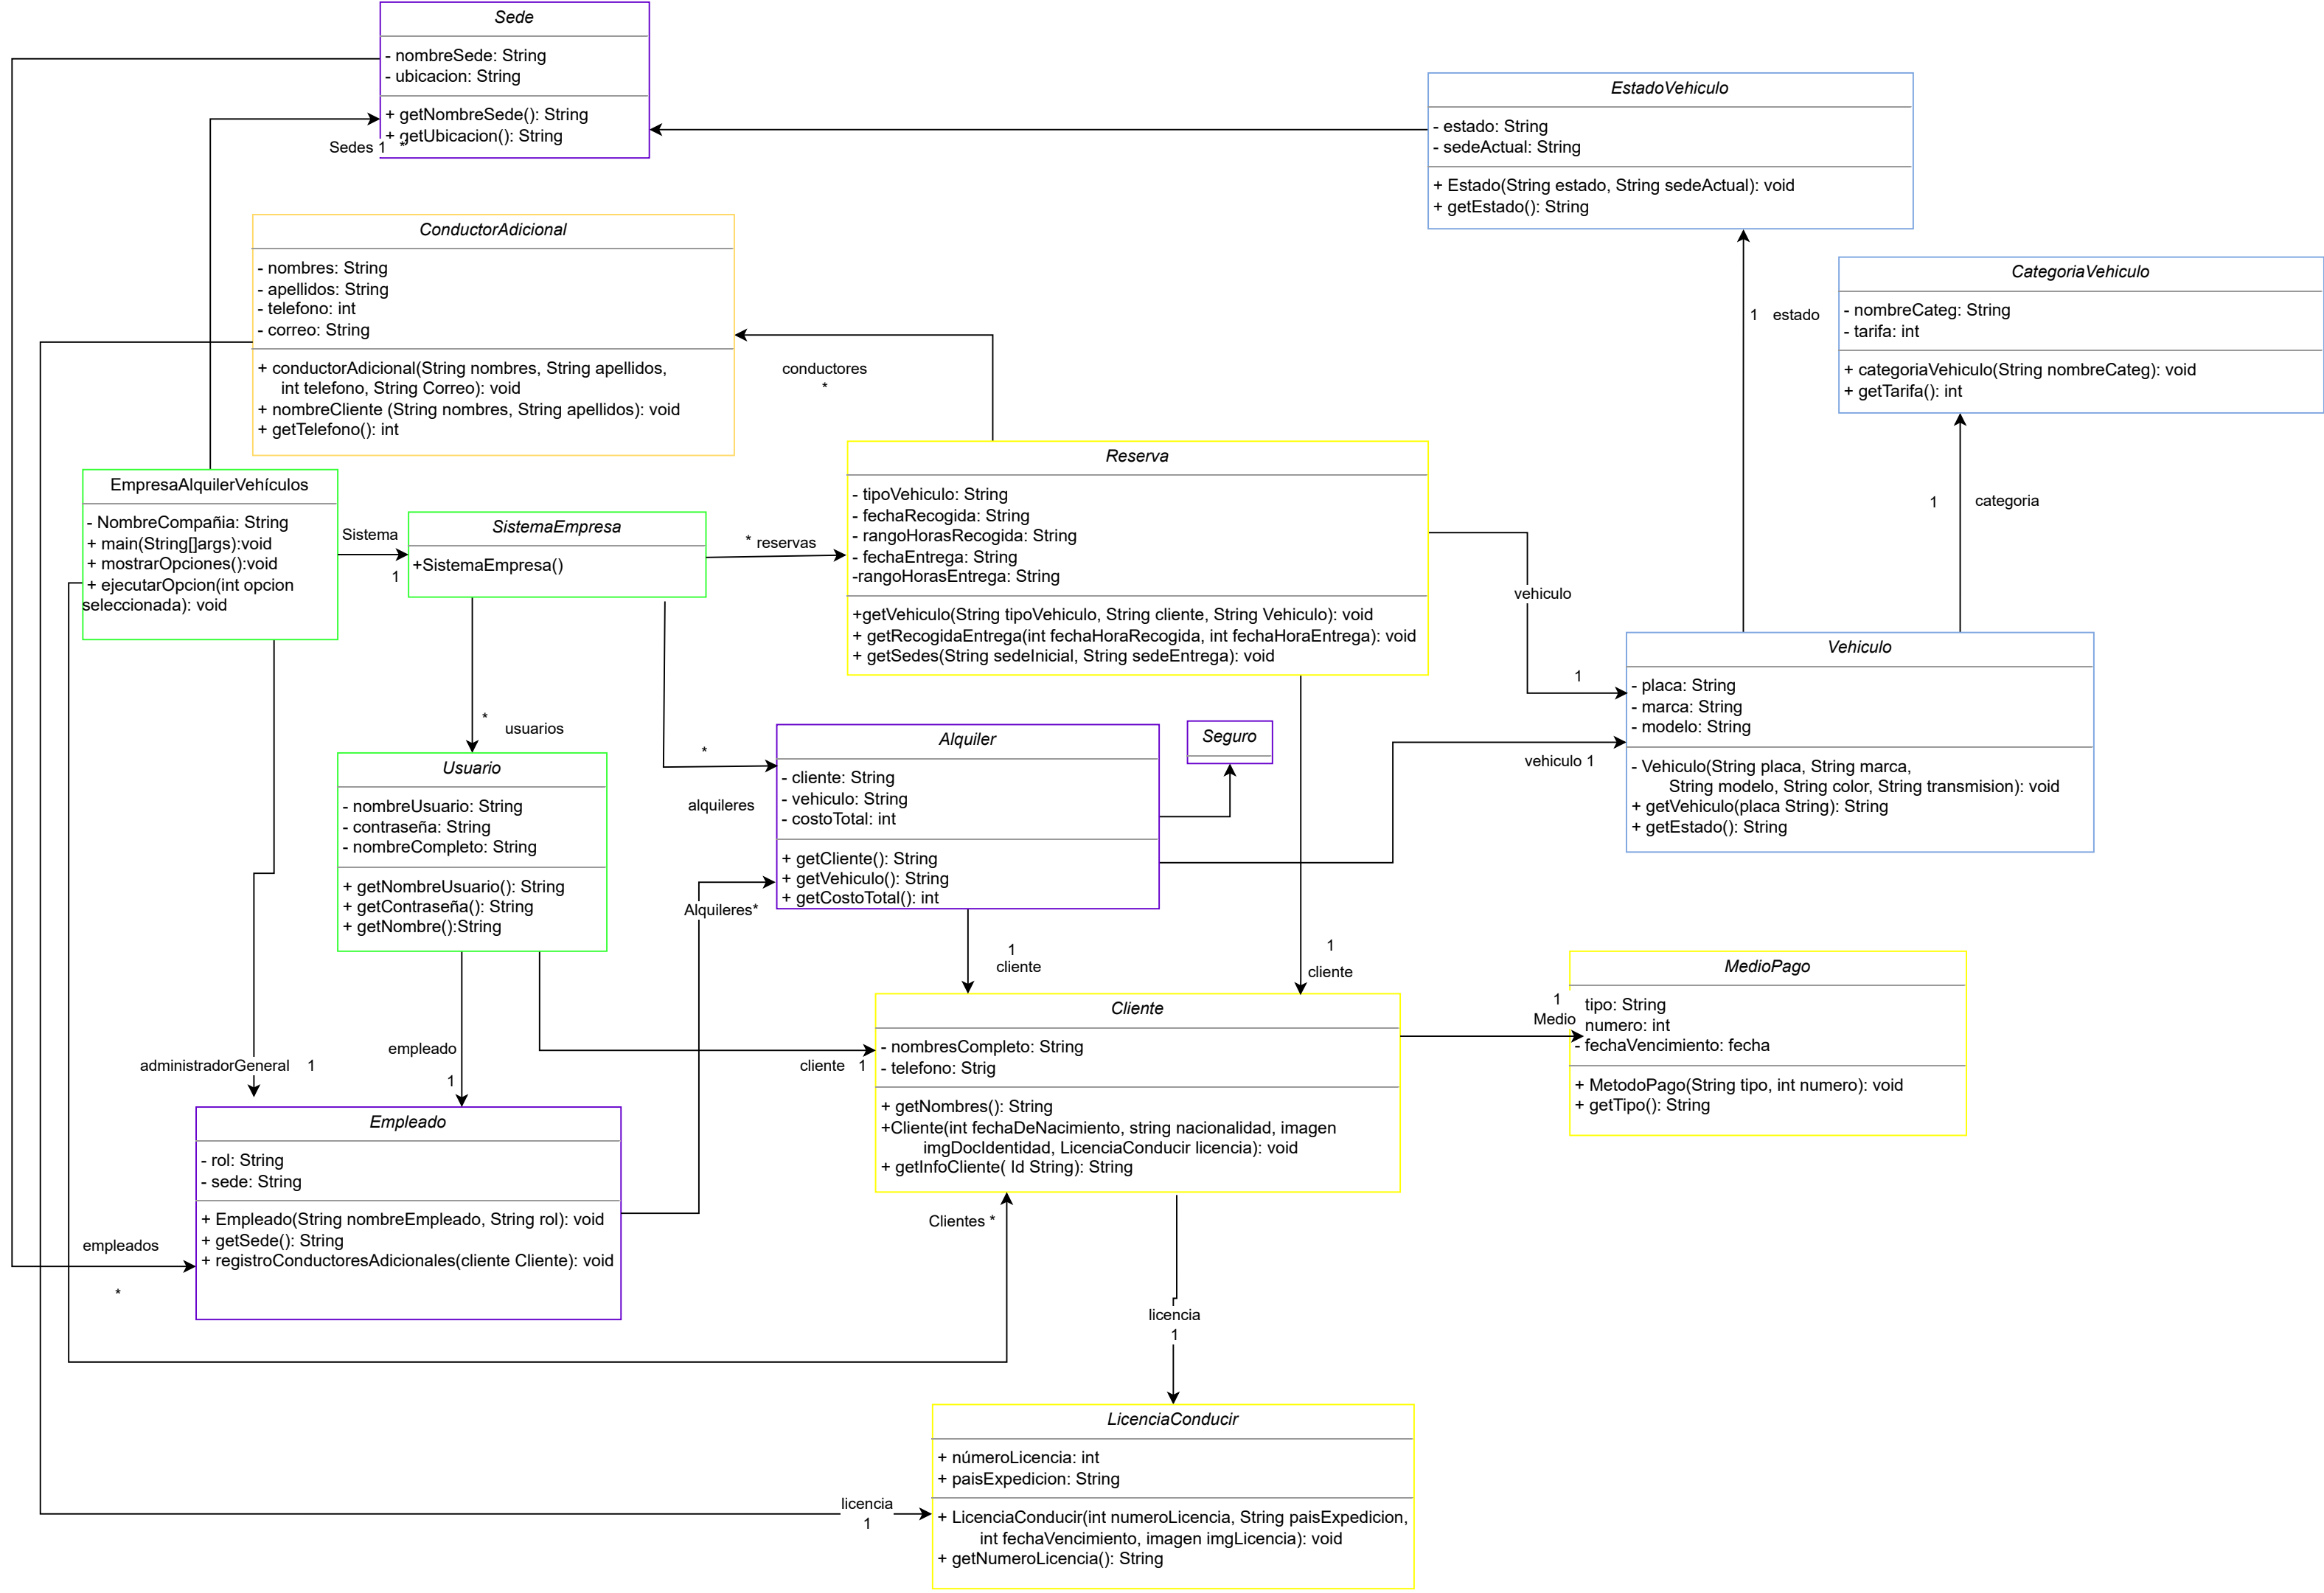 Sede
- nombreSede: String
- ubicacion: String
+ getNombreSede(): String
+ getUbicacion(): String
Sedes 1 *
EstadoVehiculo
- estado: String
- sedeActual: String
+ Estado(String estado, String sedeActual): void
+ getEstado(): String
ConductorAdicional
- nombres: String
- apellidos: String
- telefono: int
- correo: String
+ conductorAdicional(String nombres, String apellidos,
int telefono, String Correo): void
+ nombreCliente (String nombres, String apellidos): void
+ getTelefono(): int
conductores
*
1 estado
CategoriaVehiculo
- nombreCateg: String
- tarifa: int
+ categoriaVehiculo(String nombreCateg): void
+ getTarifa(): int
1 categoria
EmpresaAlquilerVehículos
- NombreCompañia: String
+ main(String[]args):void
+ mostrarOpciones():void
+ ejecutarOpcion(int opcion
seleccionada): void
Sistema
1
SistemaEmpresa
+SistemaEmpresa()
* reservas
Reserva
- tipoVehiculo: String
- fechaRecogida: String
- rangoHorasRecogida: String
- fechaEntrega: String
-rangoHorasEntrega: String
+getVehiculo(String tipoVehiculo, String cliente, String Vehiculo): void
+ getRecogidaEntrega(int fechaHoraRecogida, int fechaHoraEntrega): void
+ getSedes(String sedeInicial, String sedeEntrega): void
vehiculo
1
Vehiculo
- placa: String
- marca: String
- modelo: String
- Vehiculo(String placa, String marca,
String modelo, String color, String transmision): void
+ getVehiculo(placa String): String
+ getEstado(): String
*
usuarios
*
alquileres
Usuario
- nombreUsuario: String
- contraseña: String
- nombreCompleto: String
+ getNombreUsuario(): String
+ getContraseña(): String
+ getNombre():String
Alquiler
- cliente: String
- vehiculo: String
- costoTotal: int
+ getCliente(): String
+ getVehiculo(): String
+ getCostoTotal(): int
Seguro
vehiculo 1
Alquileres*
1
cliente
1
cliente
administradorGeneral 1
empleado
1
cliente 1
Cliente
- nombresCompleto: String
- telefono: Strig
+ getNombres(): String
+Cliente(int fechaDeNacimiento, string nacionalidad, imagen
imgDocIdentidad, LicenciaConducir licencia): void
+ getInfoCliente( Id String): String
1
Medio
MedioPago
tipo: String
numero: int
- fechaVencimiento: fecha
+ MetodoPago(String tipo, int numero): void
+ getTipo(): String
Empleado
- rol: String
- sede: String
+ Empleado(String nombreEmpleado, String rol): void
+ getSede(): String
+ registroConductoresAdicionales(cliente Cliente): void
empleados
*
Clientes *
licencia
1
LicenciaConducir
+ númeroLicencia: int
+ paisExpedicion: String
+ LicenciaConducir(int numeroLicencia, String paisExpedicion,
int fechaVencimiento, imagen imgLicencia): void
+ getNumeroLicencia(): String
licencia
1